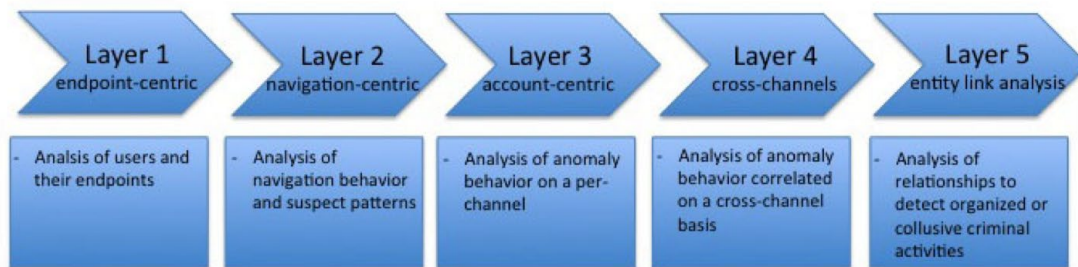 Layer 1
endpoint-centric
Layer 2
navigation-centric
Layer 3
account-centric
Layer 4
cross-channels
Layer 5
entity link analysis
- Analsis of users and
their endpoints
- Analysis of
navigation behavior
and suspect patterns
- Analysis of anomaly
behavior on a per-
channel
- Analysis of anomaly
behavior correlated
on a cross-channel
basis
- Analysis of
relationships to
detect organized or
collusive criminal
activities